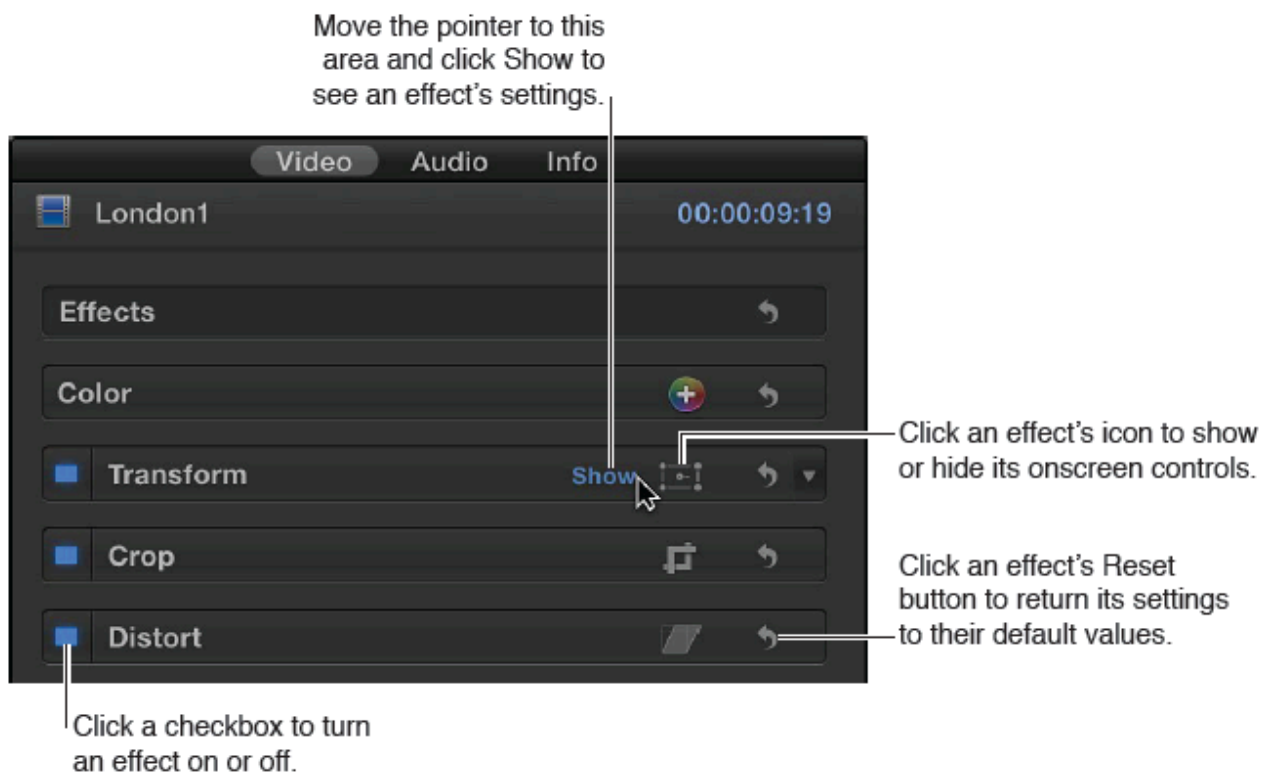 Move the pointer to this
area and click Show to
see an effect’s settings.
Video Audio Info
London1 00:00:09:19
Effects
Color
Click an effect’s icon to show
or hide its onscreen controls.
Transform Show
Crop
Click an effect’s Reset
button to return its settings
to their default values.
Distort
Click a checkbox to turn
an effect on or off.